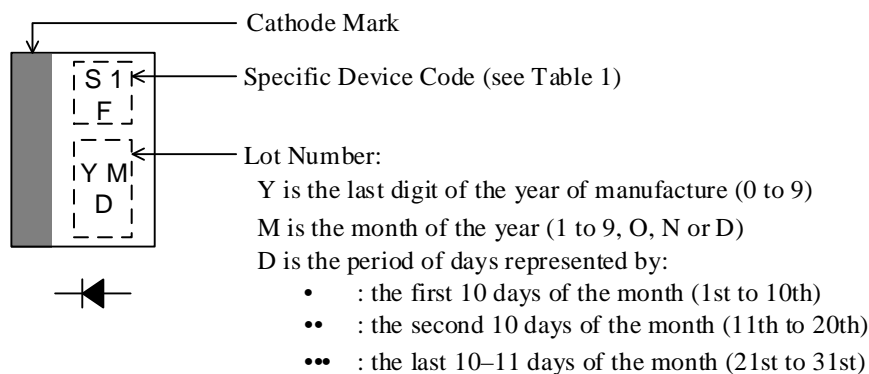 Cathode Mark
S 1
F
Specific Device Code (see Table 1)
Y M
D
Lot Number:
Y is the last digit of the year of manufacture (0 to 9)
M is the month of the year (1 to 9, O, N or D)
D is the period of days represented by:
• : the first 10 days of the month (1st to 10th)
•• : the second 10 days of the month (11th to 20th)
••• : the last 10–11 days of the month (21st to 31st)